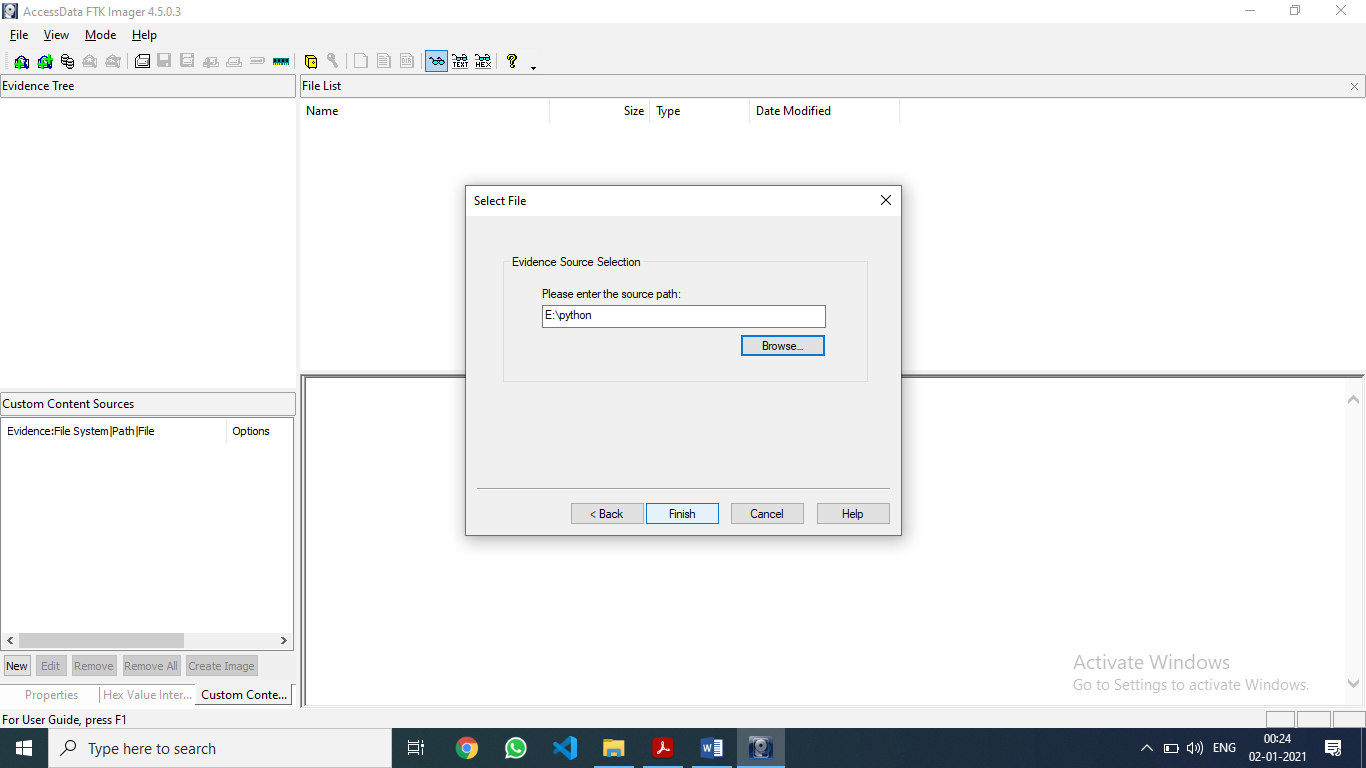 AccessData FTK Imager 4.5.0.3
File View Mode Help
TEXT HEX ?
Evidence Tree
File List
Name Size Type Date Modified
Select File
Evidence Source Selection
Please enter the source path:
E:\python
Browse...
< Back Finish Cancel Help
Custom Content Sources
Evidence:File System|Path|File Options
New Edit Remove Remove All Create Image
Properties Hex Value Inter... Custom Conte...
Activate Windows
Go to Settings to activate Windows.
For User Guide, press F1
Type here to search
ENG
00:24
02-01-2021